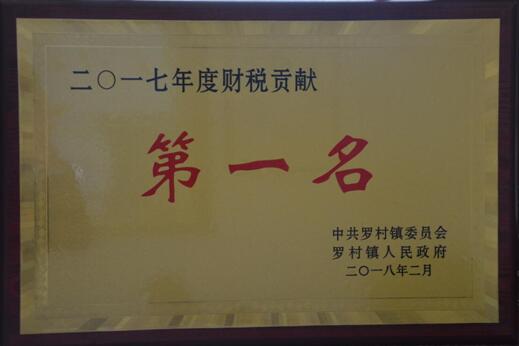 二〇一七年度财税贡献
第一名
中共罗村镇委员会
罗村镇人民政府
二〇一八年二月